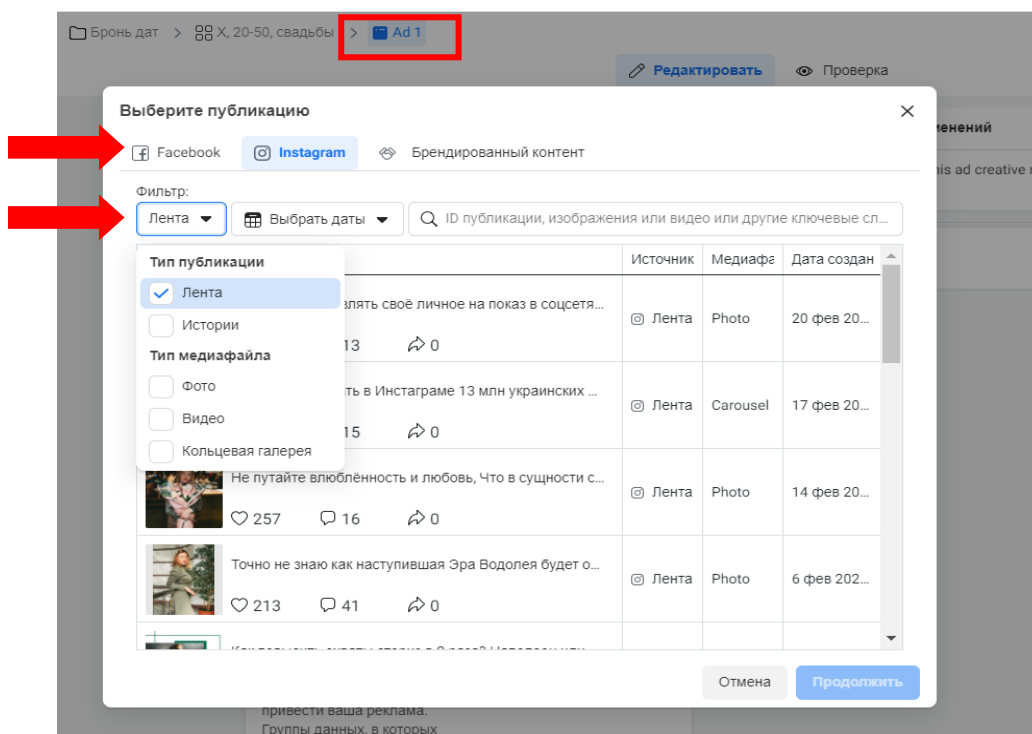 Бронь дат > X, 20-50, свадьбы > Ad 1
Редактировать Проверка
Выберите публикацию
Facebook Instagram Брендированный контент
his ad creative
Фильтр:
Лента Выбрать даты ID публикации, изображения или видео или другие ключевые сл...
Тип публикации
Источник Медиафа Дата создан
Лента
Истории
Тип медиафайла
Фото
Видео
Кольцевая галерея
своё личное на показ в соцсетя...
13 0
Лента Photo 20 фев 20...
в Инстаграме 13 млн украинских ...
15 0
Лента Carousel 17 фев 20...
Не путайте влюблённость и любовь, Что в сущности с...
257 16 0
Лента Photo 14 фев 20...
Точно не знаю как наступившая Эра Водолея будет о...
213 41 0
Лента Photo 6 фев 202...
Отмена Продолжить
привести ваша реклама.
Группы данных, в которых